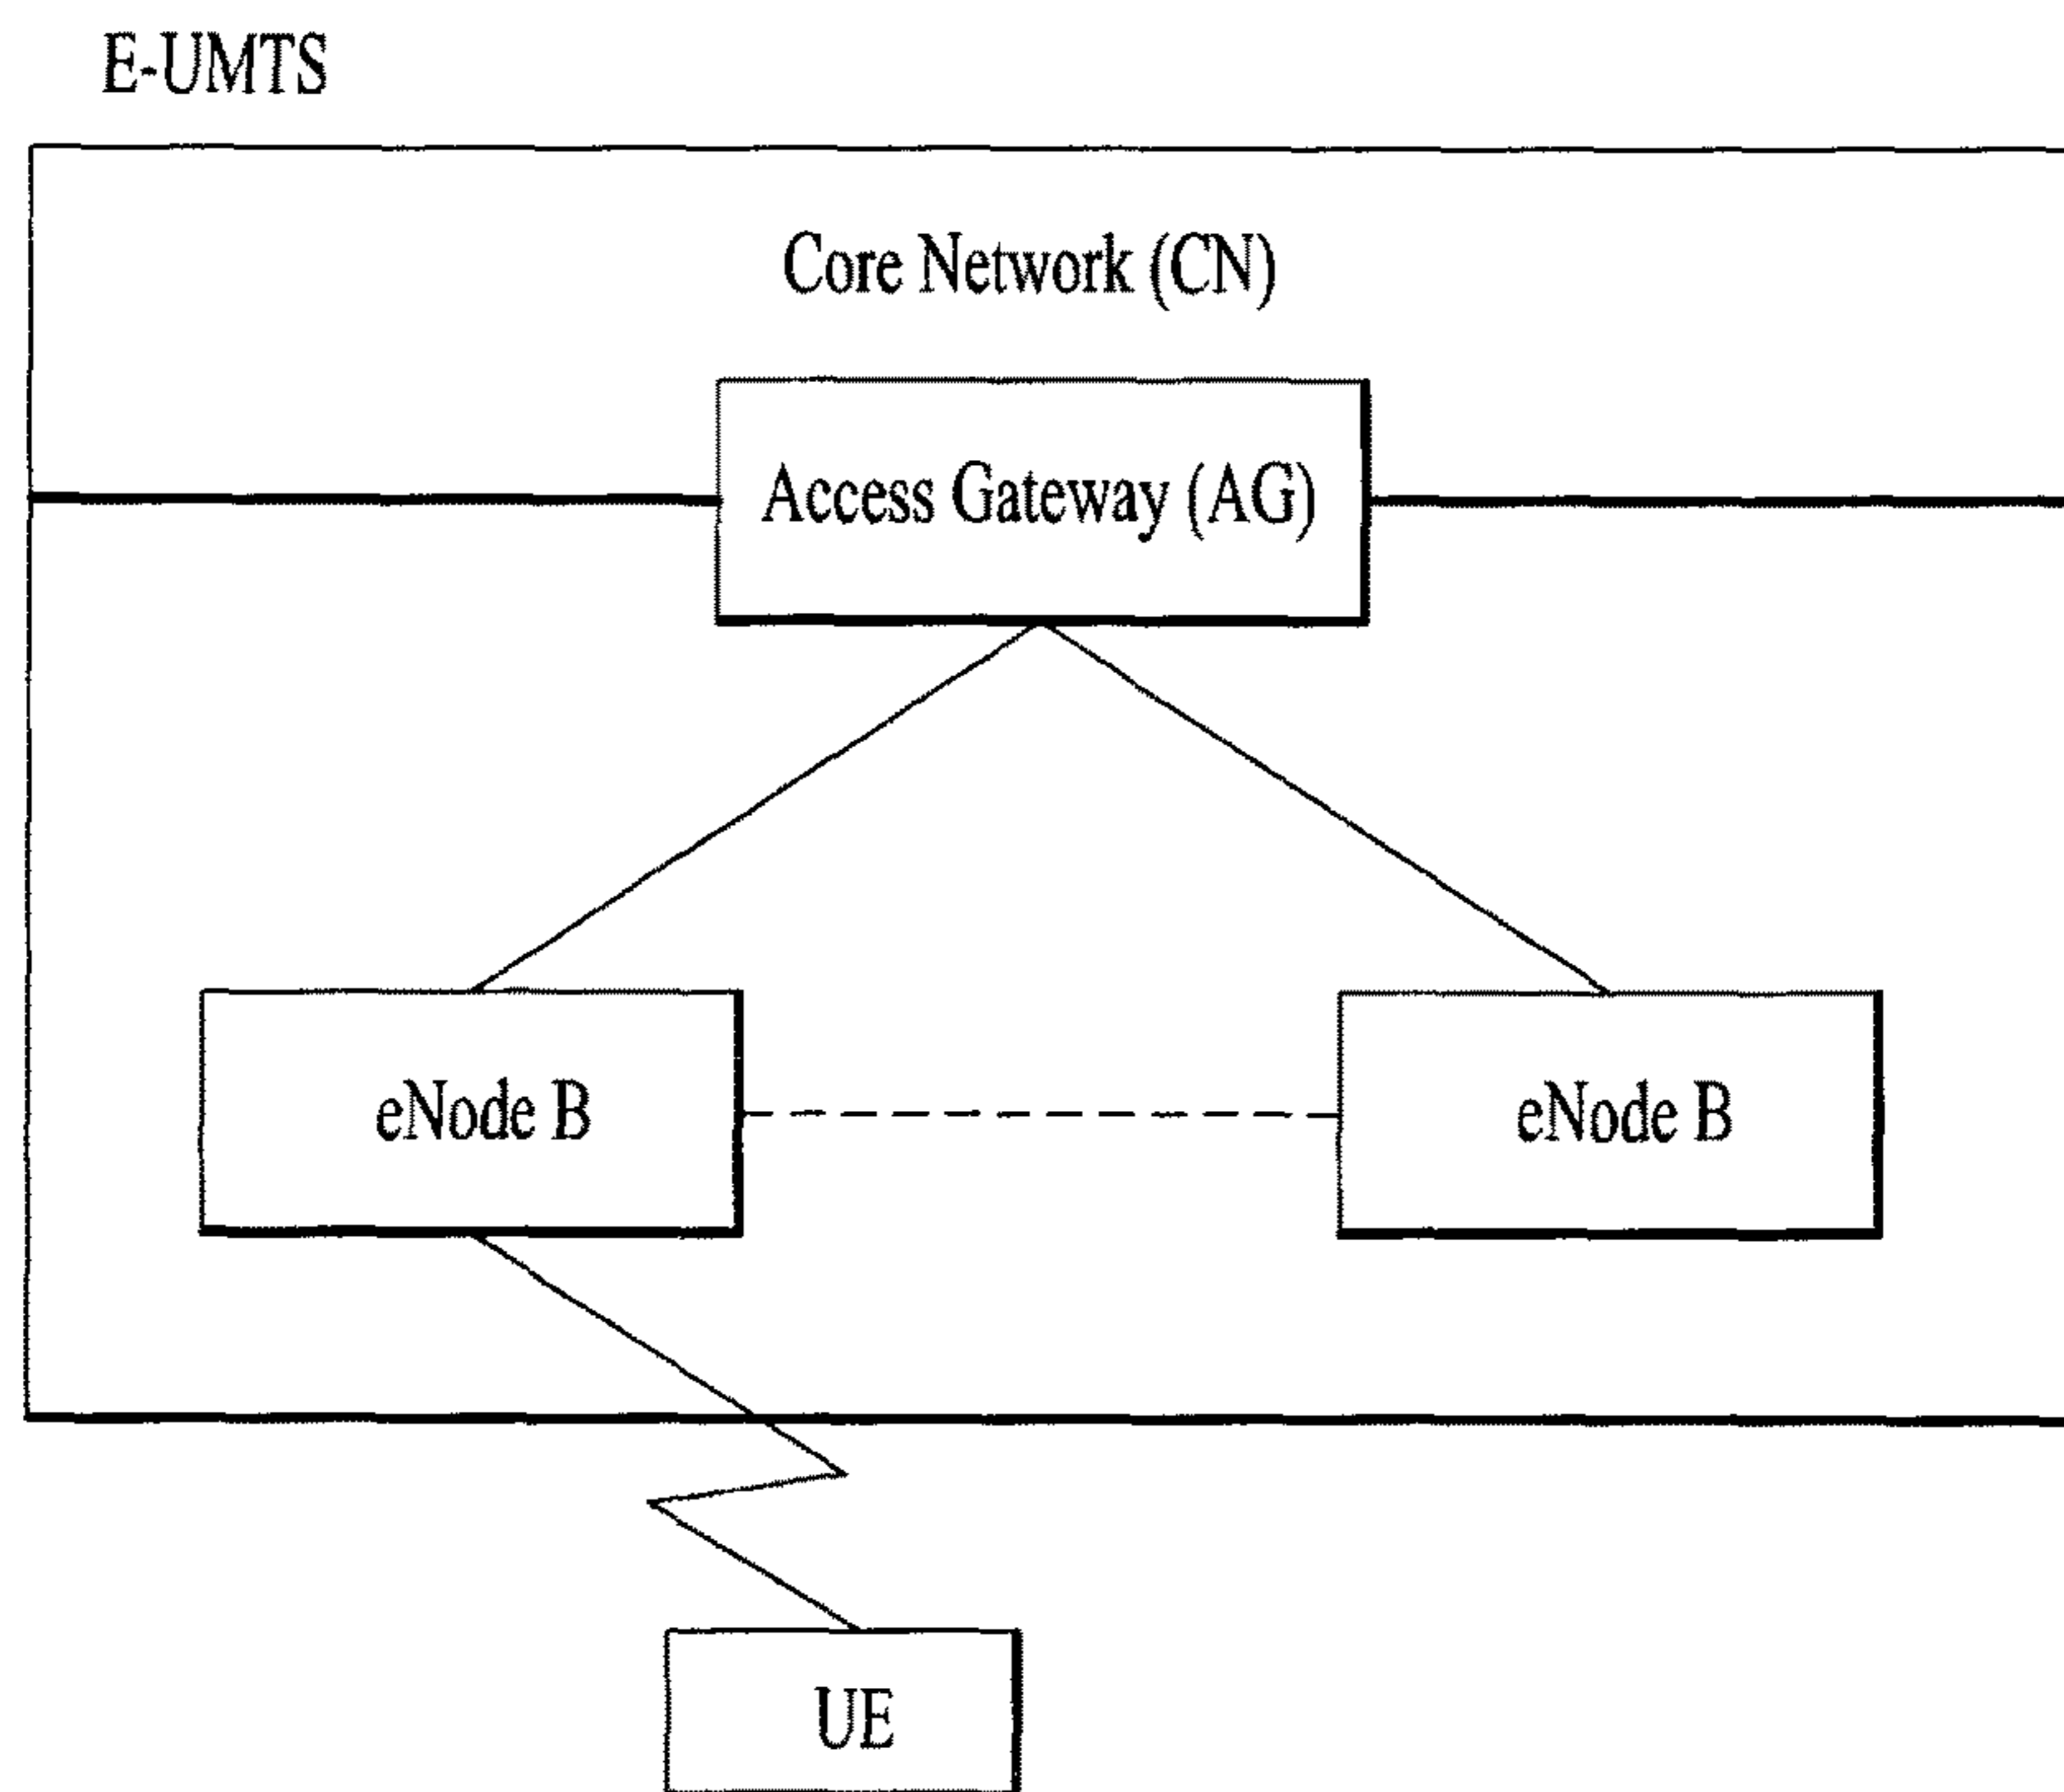 E-UMTS
Core Network (CN)
Access Gateway (AG)
eNode B
eNode B
UE